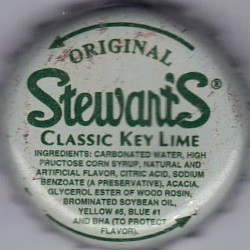 ORIGINAL
Stewart's®
CLASSIC KEY LIME
INGREDIENTS: CARBONATED WATER, HIGH
FRUCTOSE CORN SYRUP, NATURAL AND
ARTIFICIAL FLAVOR, CITRIC ACID, SODIUM
BENZOATE (A PRESERVATIVE), ACACIA,
GLYCEROL ESTER OF WOOD ROSIN,
BROMINATED SOYBEAN OIL,
YELLOW #5, BLUE #1
AND BHA (TO PROTECT
FLAVOR).